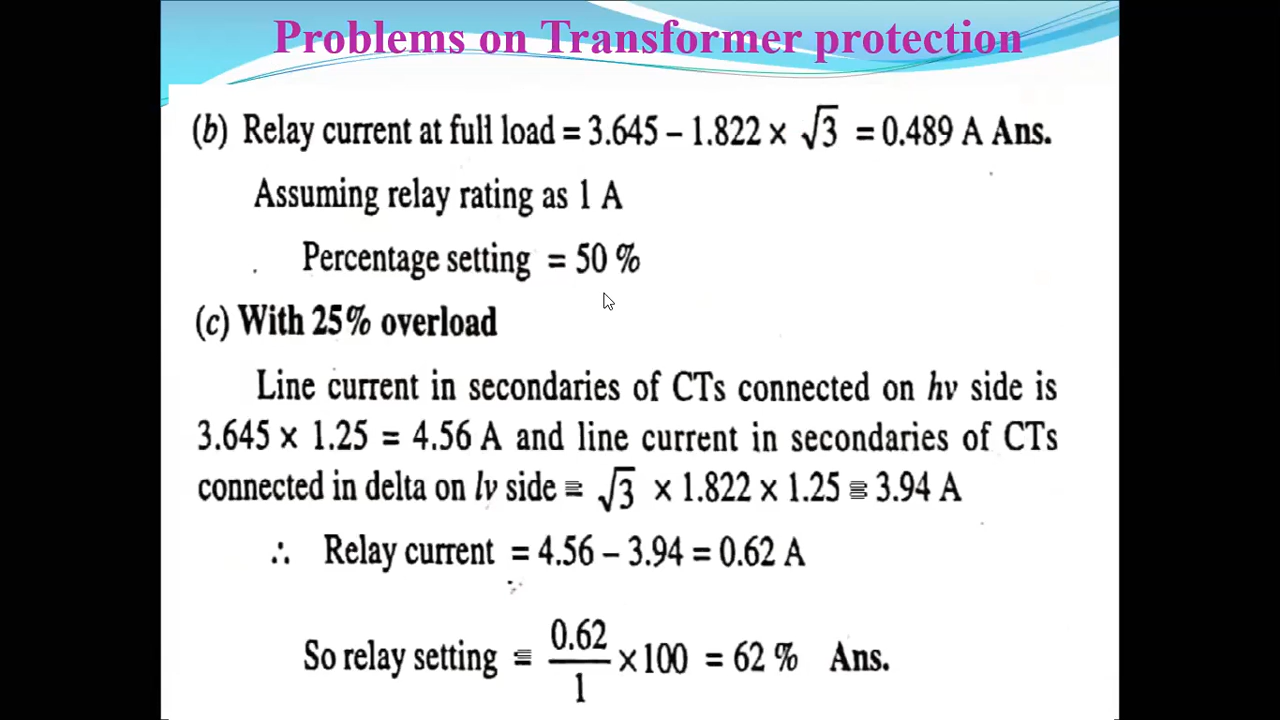 Problems on Transformer protection
(b) Relay current at full load = 3.645 – 1.822 × √3 = 0.489 A Ans.
Assuming relay rating as 1 A
Percentage setting = 50 %
(c) With 25% overload
Line current in secondaries of CTs connected on hv side is
3.645 × 1.25 = 4.56 A and line current in secondaries of CTs
connected in delta on lv side = √3 × 1.822 × 1.25 = 3.94 A
∴ Relay current = 4.56 – 3.94 = 0.62 A
So relay setting = 0.62/1 × 100 = 62 % Ans.